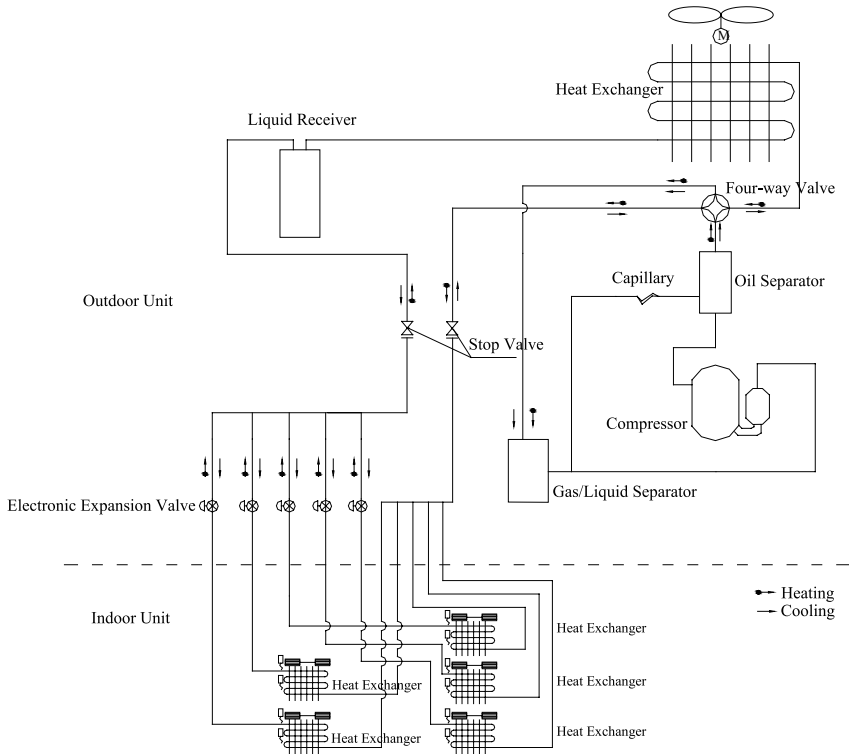 M
Heat Exchanger
Liquid Receiver
Four-way Valve
Capillary
Oil Separator
Outdoor Unit
Stop Valve
Compressor
Gas/Liquid Separator
Electronic Expansion Valve
Heating
Cooling
Indoor Unit
Heat Exchanger
Heat Exchanger
Heat Exchanger
Heat Exchanger
Heat Exchanger